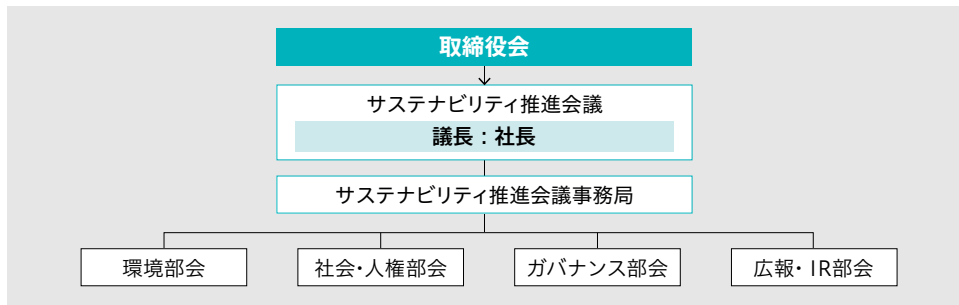 取締役会
サステナビリティ推進会議
議長：社長
サステナビリティ推進会議事務局
環境部会
社会・人権部会
ガバナンス部会
広報・IR部会